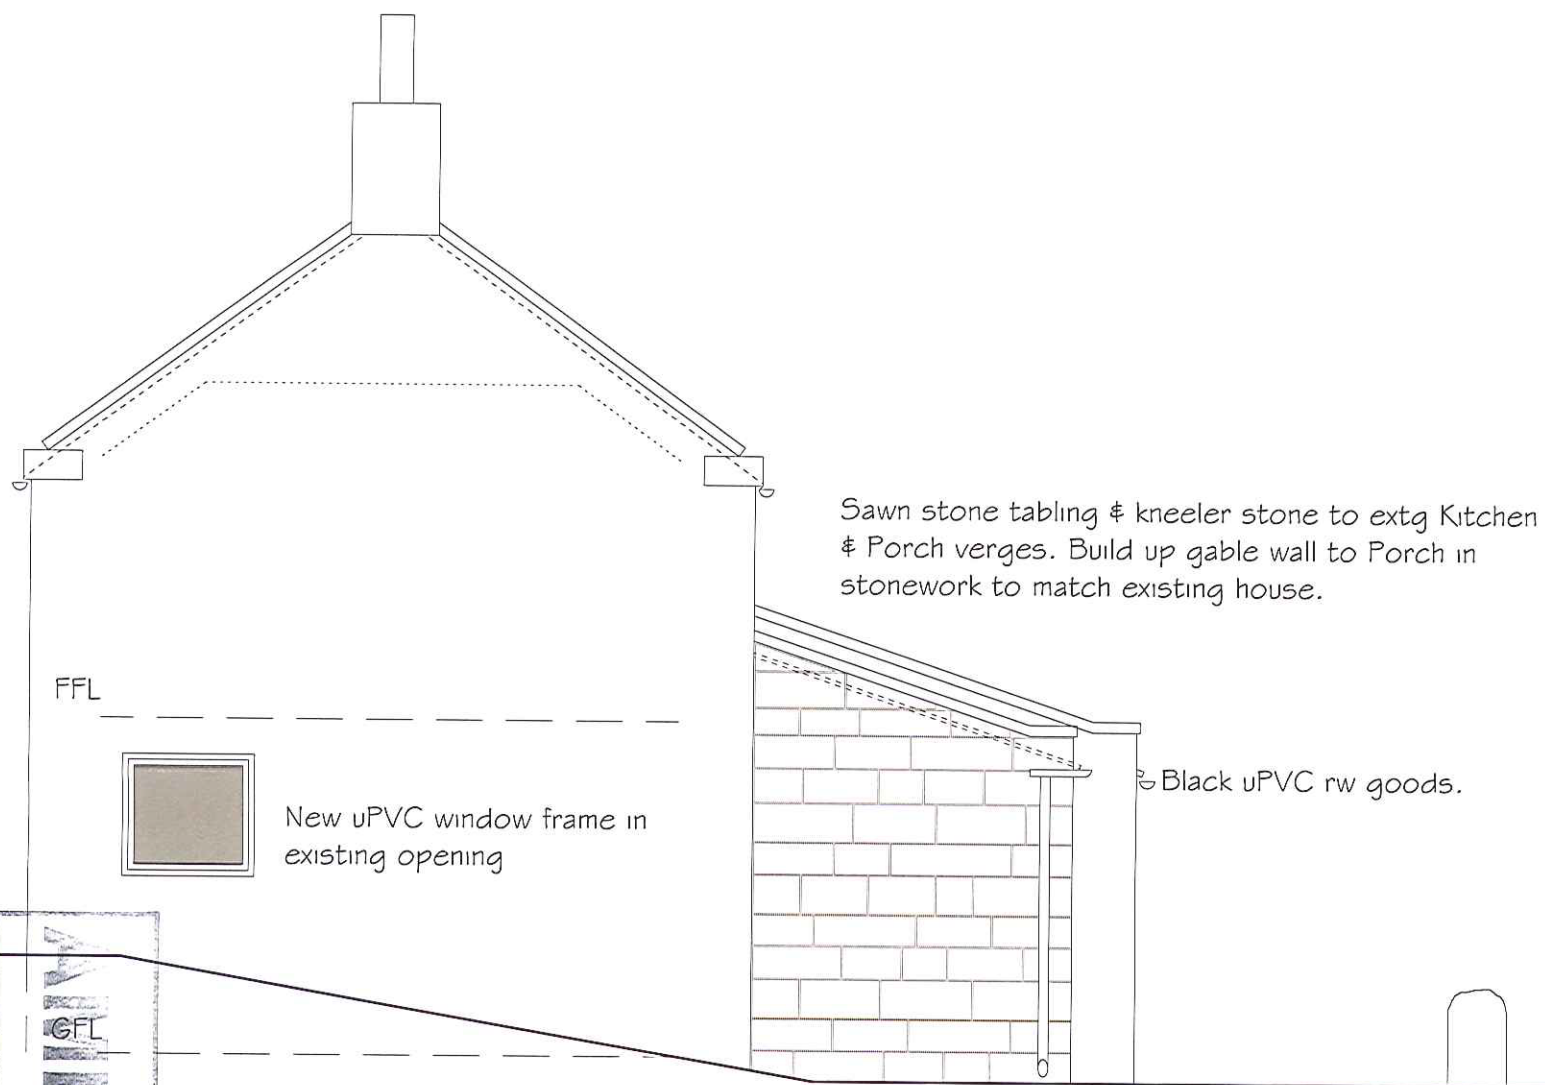 Sawn stone tabling & kneeler stone to extg Kitchen
& Porch verges. Build up gable wall to Porch in
stonework to match existing house.
FFL
Black uPVC rw goods.
New uPVC window frame in
existing opening
GFL